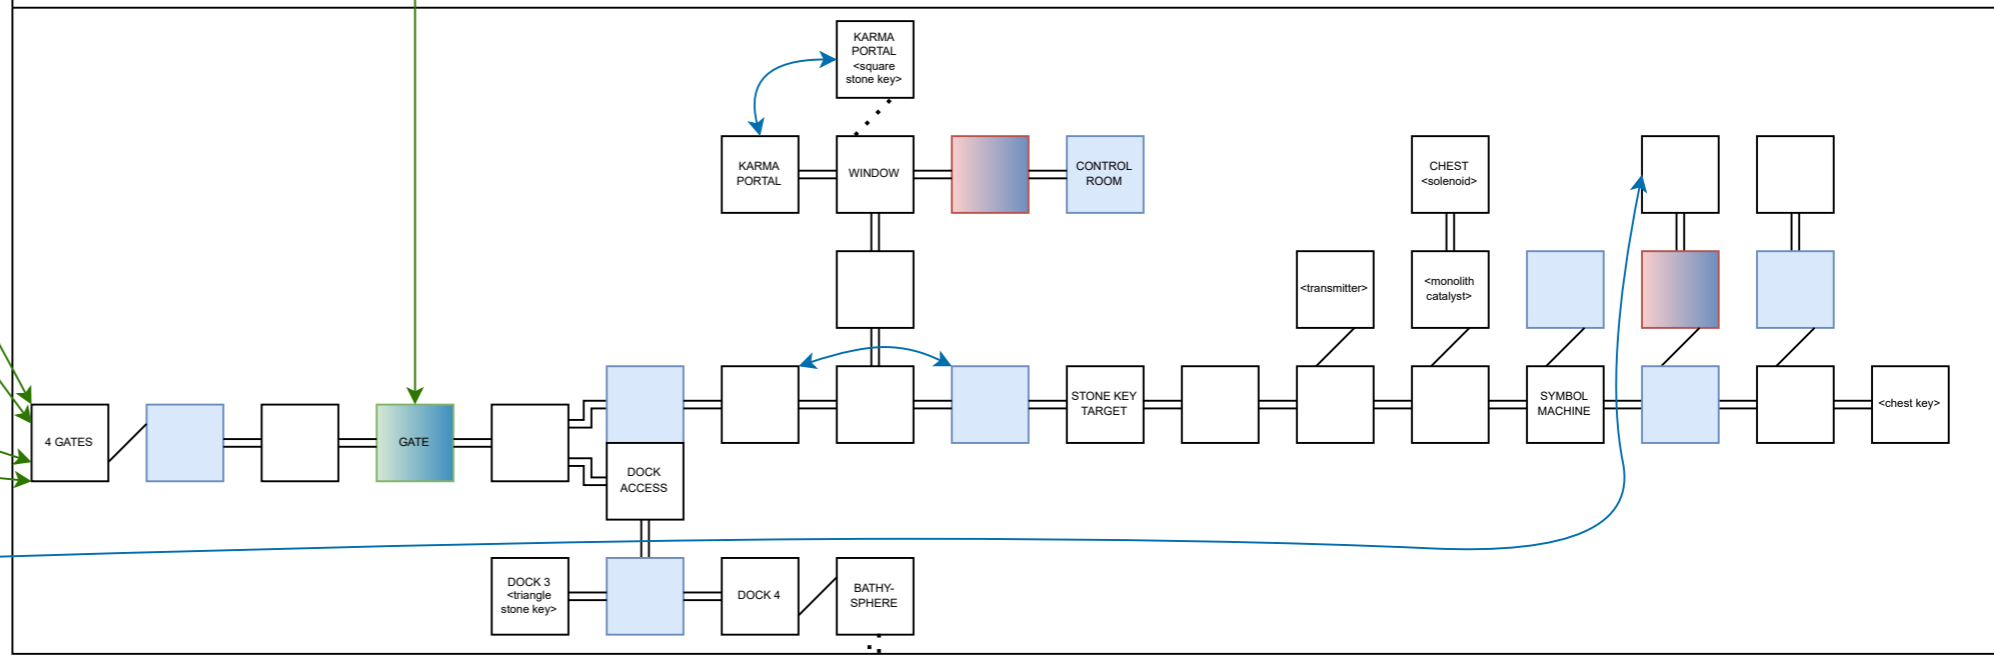 KARMA
PORTAL
<square
stone key>
KARMA
PORTAL
WINDOW
CONTROL
ROOM
CHEST
<solenoid>
<transmitter>
<monolith
catalyst>
4 GATES
GATE
STONE KEY
TARGET
SYMBOL
MACHINE
<chest key>
DOCK
ACCESS
DOCK 3
<triangle
stone key>
DOCK 4
BATHY-
SPHERE